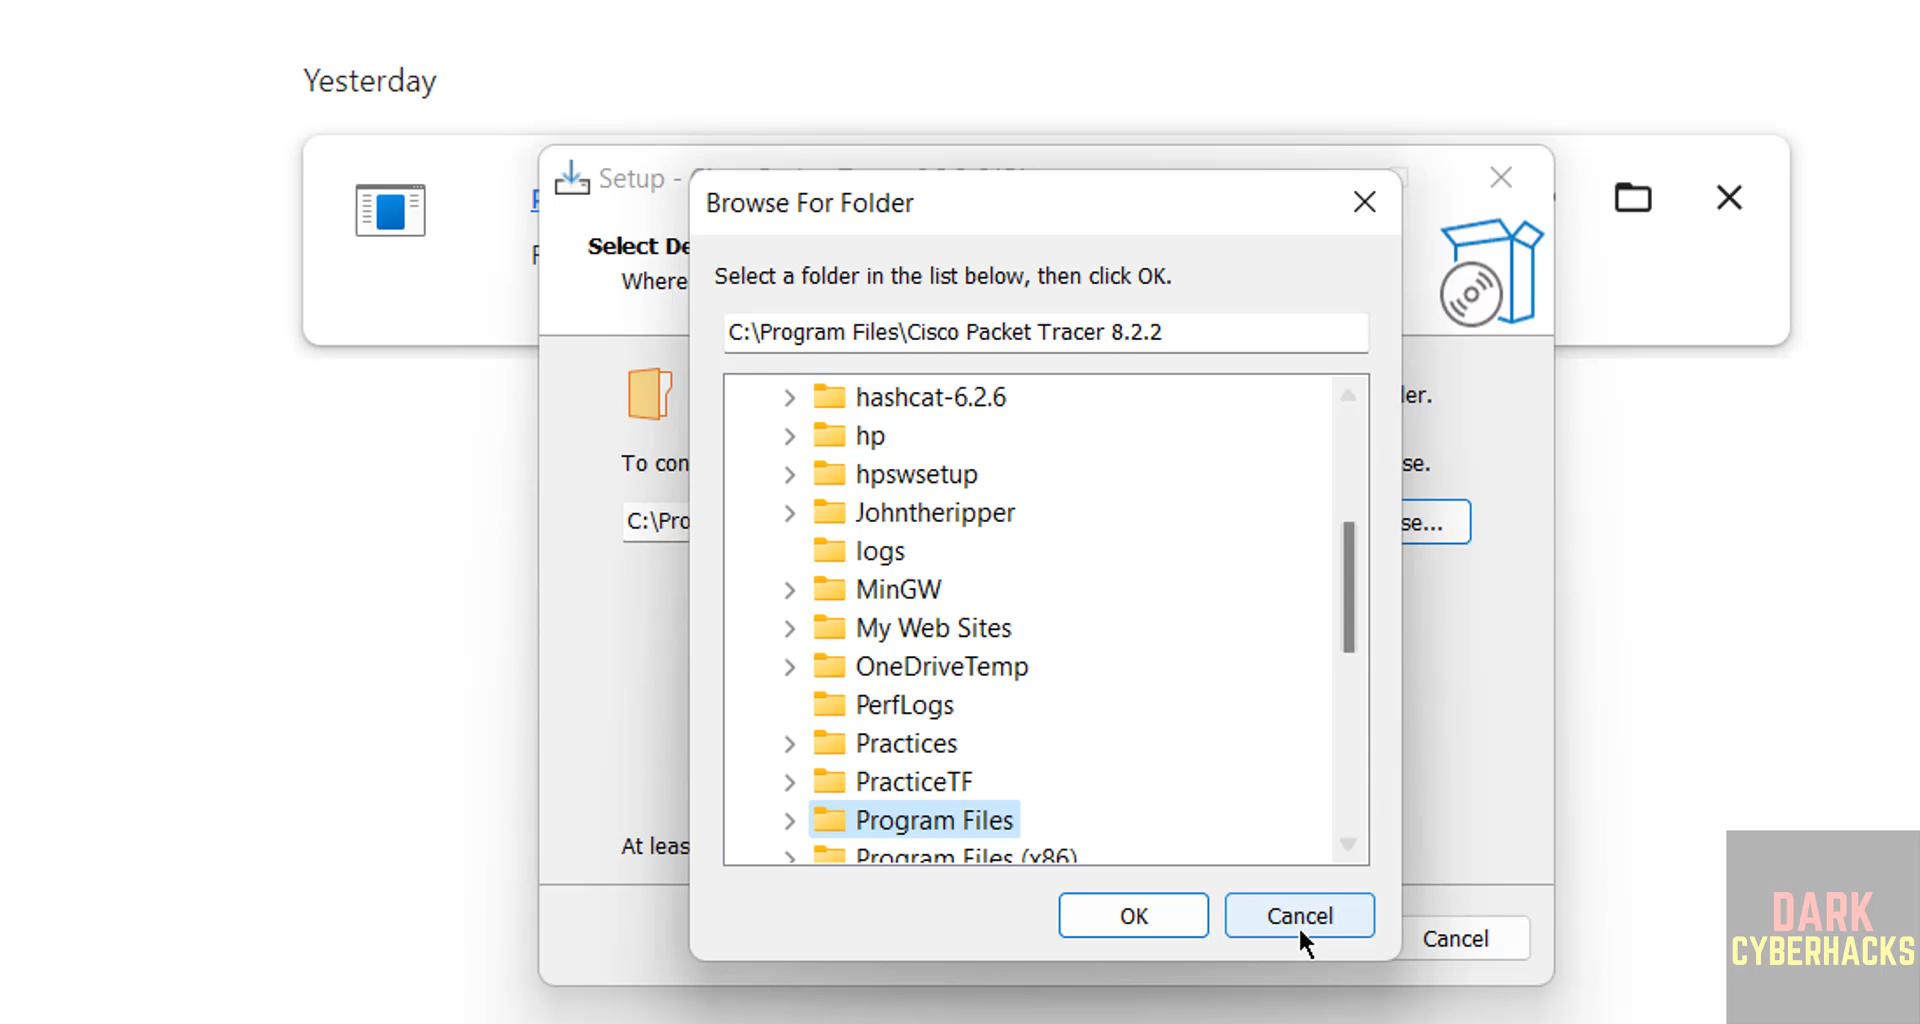 Yesterday
Setup -
Browse For Folder
Select De
Where
Select a folder in the list below, then click OK.
C:\Program Files\Cisco Packet Tracer 8.2.2
hashcat-6.2.6
ler.
hp
To con
se.
hpswsetup
Johntheripper
C:\Pro
se...
logs
MinGW
My Web Sites
OneDriveTemp
PerfLogs
Practices
PracticeTF
Program Files
At leas
Program Files (x86)
OK
Cancel
Cancel
DARK
CYBERHACKS